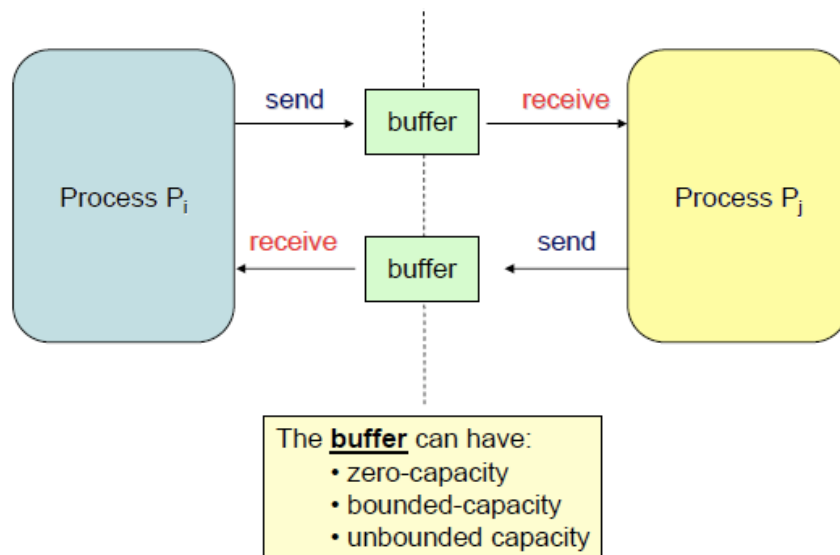 send
buffer
receive
Process Pi
Process Pj
receive
buffer
send
The buffer can have:
• zero-capacity
• bounded-capacity
• unbounded capacity